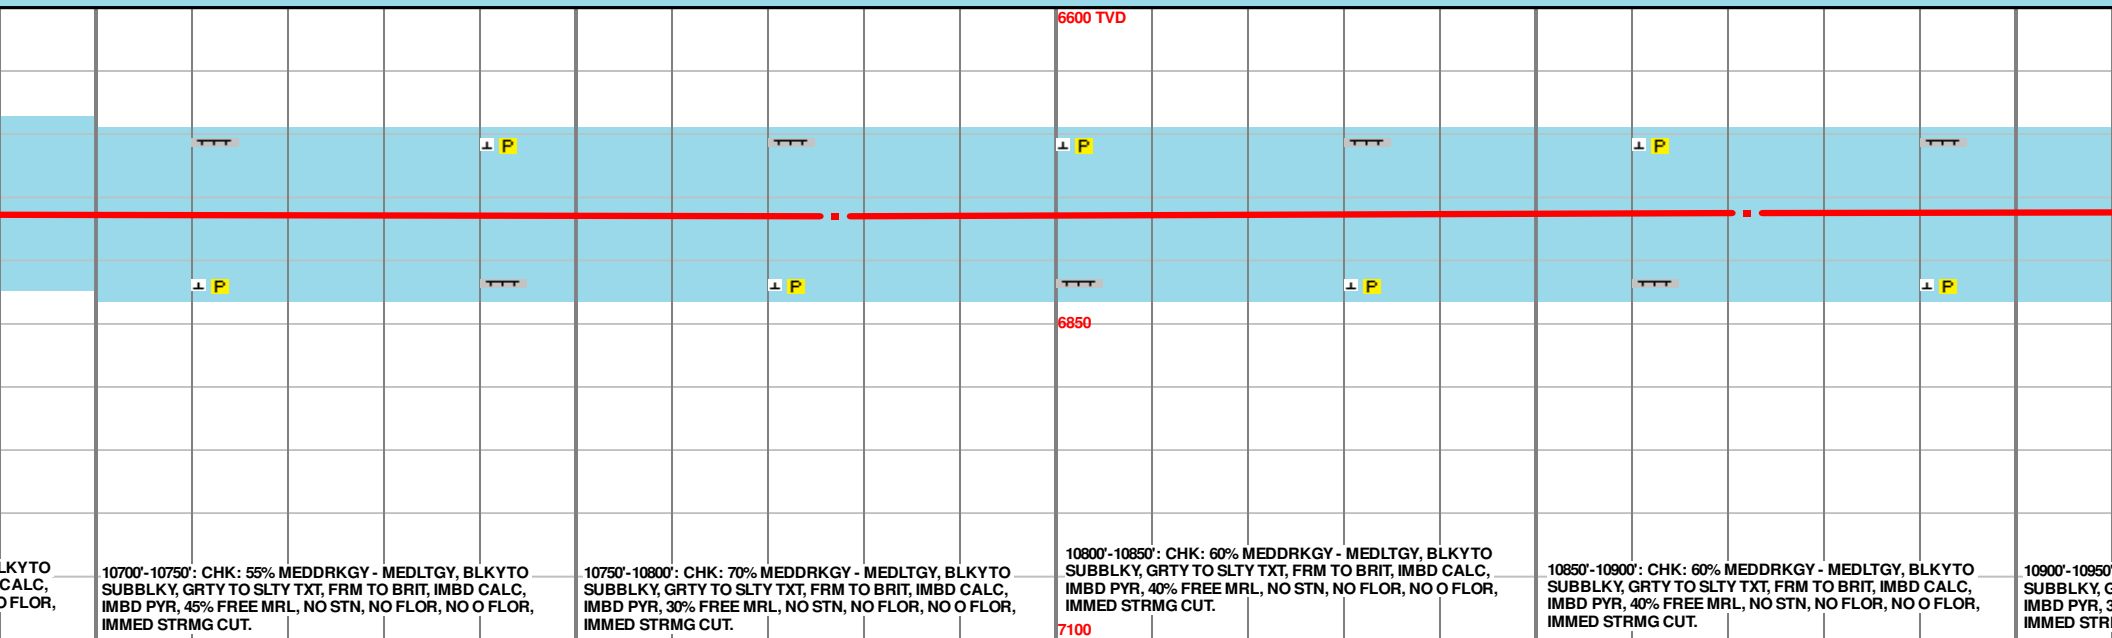 6600 TVD
P
P
P
P
P
P
P
6850
LKYTO
CALC,
O FLOR,
10700'-10750': CHK: 55% MEDDRKGY - MEDLTGY, BLKYTO
SUBBLKY, GRTY TO SLTY TXT, FRM TO BRIT, IMBD CALC,
IMBD PYR, 45% FREE MRL, NO STN, NO FLOR, NO O FLOR,
IMMED STRMG CUT.
10750'-10800': CHK: 70% MEDDRKGY - MEDLTGY, BLKYTO
SUBBLKY, GRTY TO SLTY TXT, FRM TO BRIT, IMBD CALC,
IMBD PYR, 30% FREE MRL, NO STN, NO FLOR, NO O FLOR,
IMMED STRMG CUT.
10800'-10850': CHK: 60% MEDDRKGY - MEDLTGY, BLKYTO
SUBBLKY, GRTY TO SLTY TXT, FRM TO BRIT, IMBD CALC,
IMBD PYR, 40% FREE MRL, NO STN, NO FLOR, NO O FLOR,
IMMED STRMG CUT.
10850'-10900': CHK: 60% MEDDRKGY - MEDLTGY, BLKYTO
SUBBLKY, GRTY TO SLTY TXT, FRM TO BRIT, IMBD CALC,
IMBD PYR, 40% FREE MRL, NO STN, NO FLOR, NO O FLOR,
IMMED STRMG CUT.
10900'-10950'
SUBBLKY, G
IMBD PYR, 3
IMMED STR
7100